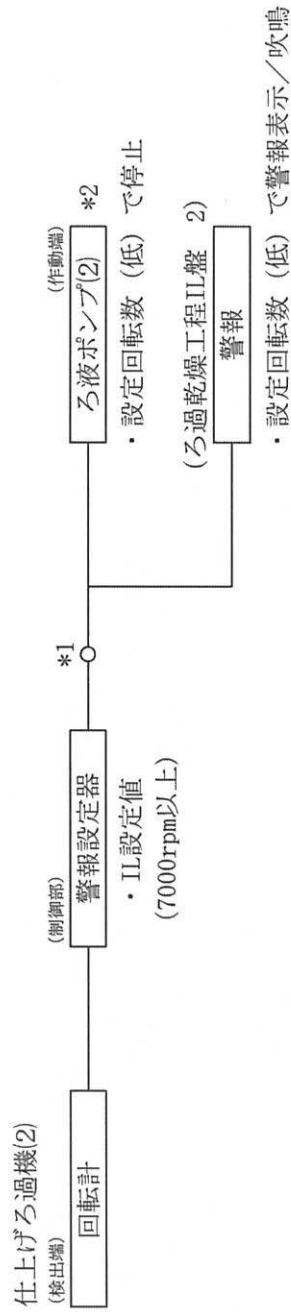 仕上げろ過機(2)
(検出端)
回転計
(制御部)
警報設定器
・IL設定値
(7000rpm以上)
*1
(作動端)
ろ液ポンプ(2) *2
・設定回転数（低）で停止
(ろ過乾燥工程IL盤 2)
警報
・設定回転数（低）で警報表示／吹鳴